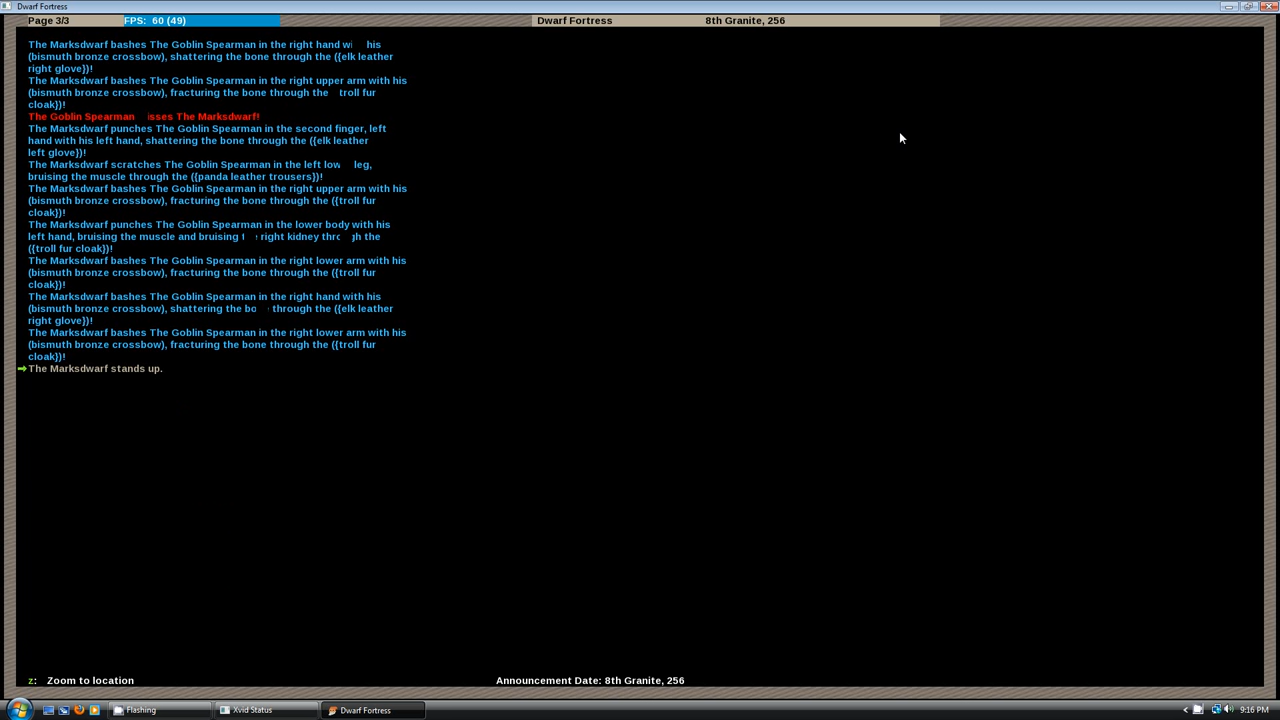 Dwarf Fortress
Page 3/3 FPS: 60 (49) Dwarf Fortress 8th Granite, 256
The Marksdwarf bashes The Goblin Spearman in the right hand his
(bismuth bronze crossbow), shattering the bone through the ({elk leather
right glove})!
The Marksdwarf bashes The Goblin Spearman in the right upper arm with his
(bismuth bronze crossbow), fracturing the bone through the troll fur
cloak})!
The Goblin Spearman isses The Marksdwarf!
The Marksdwarf punches The Goblin Spearman in the second finger, left
hand with his left hand, shattering the bone through the ({elk leather
left glove})!
The Marksdwarf scratches The Goblin Spearman in the left low leg,
bruising the muscle through the ({panda leather trousers})!
The Marksdwarf bashes The Goblin Spearman in the right upper arm with his
(bismuth bronze crossbow), fracturing the bone through the ({troll fur
cloak})!
The Marksdwarf punches The Goblin Spearman in the lower body with his
left hand, bruising the muscle and bruising right kidney the
({troll fur cloak})!
The Marksdwarf bashes The Goblin Spearman in the right lower arm with his
(bismuth bronze crossbow), fracturing the bone through the ({troll fur
cloak})!
The Marksdwarf bashes The Goblin Spearman in the right hand with his
(bismuth bronze crossbow), shattering the bo through the ({elk leather
right glove})!
The Marksdwarf bashes The Goblin Spearman in the right lower arm with his
(bismuth bronze crossbow), fracturing the bone through the ({troll fur
cloak})!
The Marksdwarf stands up.
z: Zoom to location Announcement Date: 8th Granite, 256
Flashing Xvid Status Dwarf Fortress 9:16 PM